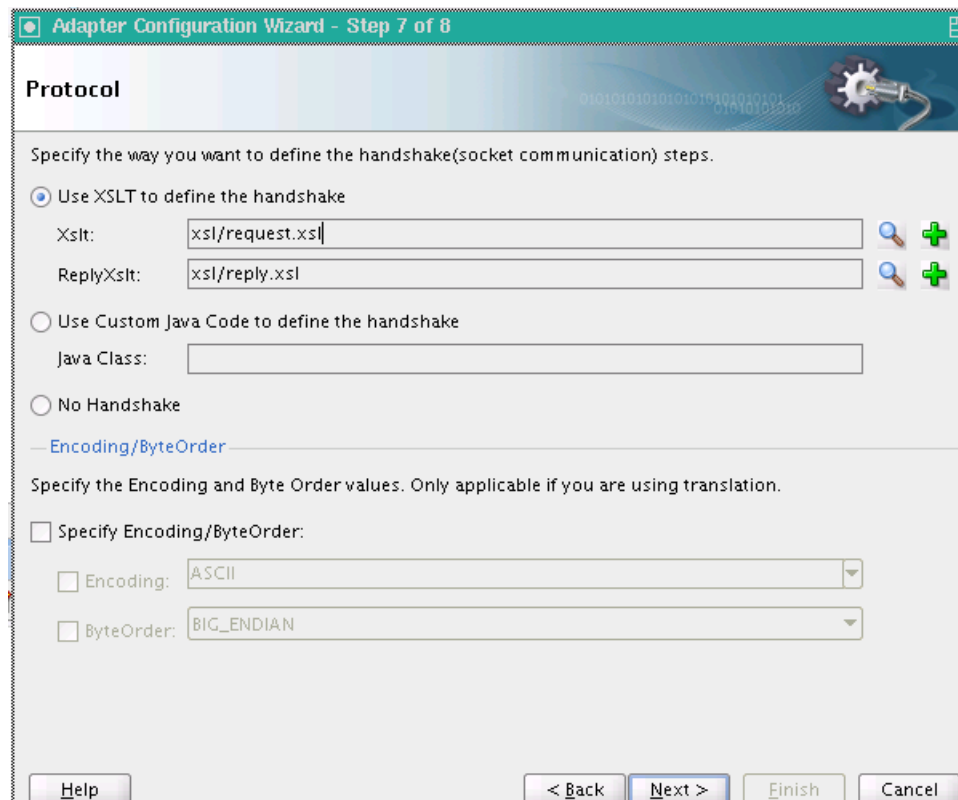 Adapter Configuration Wizard - Step 7 of 8
Protocol
Specify the way you want to define the handshake(socket communication) steps.
Use XSLT to define the handshake
Xslt: xsl/request.xsl
ReplyXslt: xsl/reply.xsl
Use Custom Java Code to define the handshake
Java Class:
No Handshake
Encoding/ByteOrder
Specify the Encoding and Byte Order values. Only applicable if you are using translation.
Specify Encoding/ByteOrder:
Encoding: ASCII
ByteOrder: BIG_ENDIAN
Help < Back Next > Finish Cancel